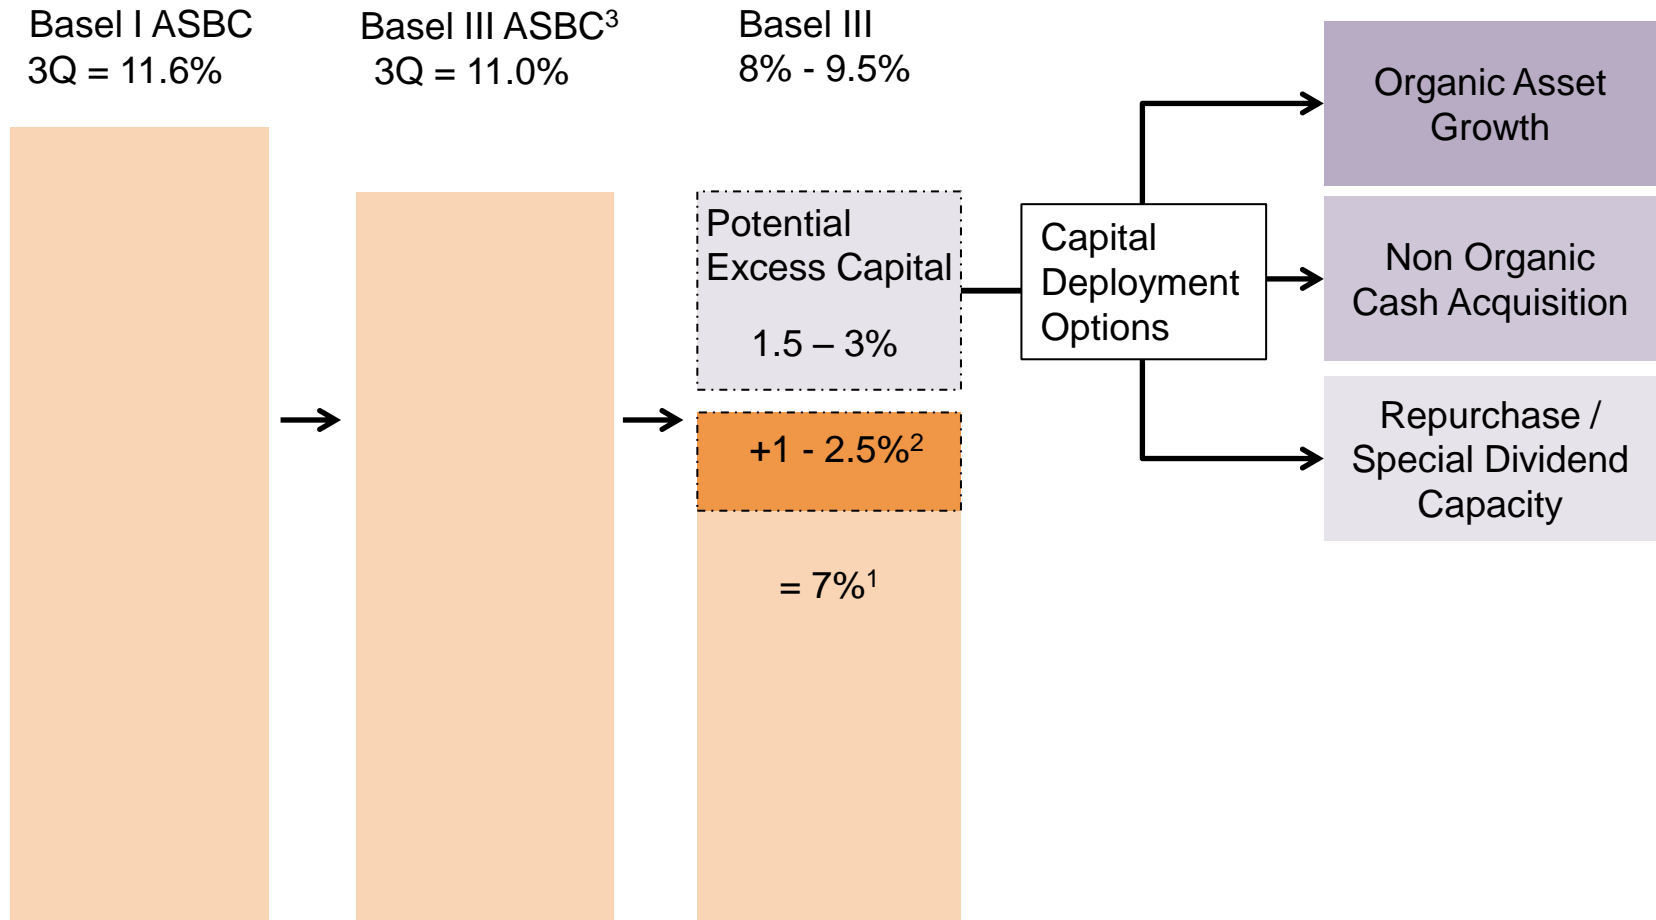 Basel I ASBC
3Q = 11.6%
Basel III ASBC³
3Q = 11.0%
Basel III
8% - 9.5%
Potential
Excess Capital
1.5 – 3%
+1 - 2.5%²
= 7%¹
Capital
Deployment
Options
Organic Asset
Growth
Non Organic
Cash Acquisition
Repurchase /
Special Dividend
Capacity